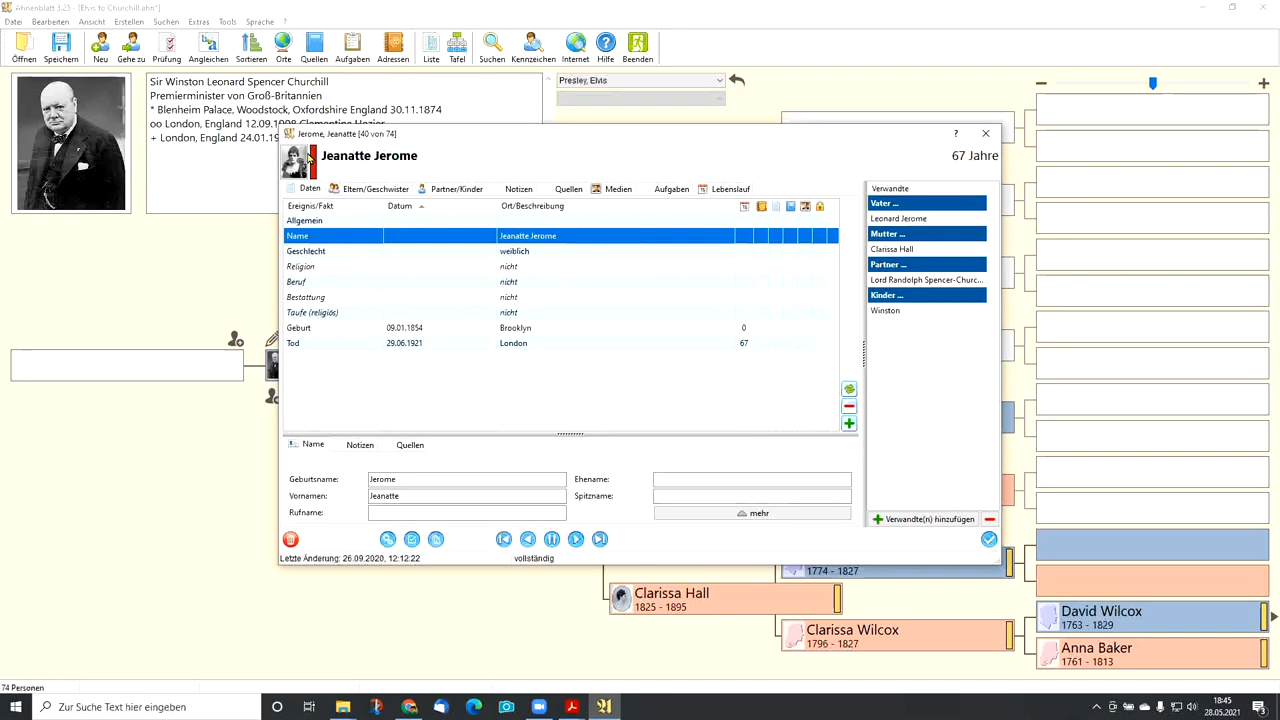 Ahnenblatt 3.25 - [Elvis to Churchill.ahn*]
Datei Bearbeiten Ansicht Erstellen Suchen Extras Tools Sprache ?
Öffnen Speichern Neu Gehe zu Prüfung Angleichen Sortieren Orte Quellen Aufgaben Adressen Liste Tafel Suchen Kennzeichen Internet Hilfe Beenden
Sir Winston Leonard Spencer Churchill
Premierminister von Groß-Britannien
* Blenheim Palace, Woodstock, Oxfordshire England 30.11.1874
oo London, England 12.09.1908 Clementine Hozier
+ London, England 24.01.19
Presley, Elvis
Jerome, Jeanatte [40 von 74]
?
Jeanatte Jerome
67 Jahre
Daten Eltern/Geschwister Partner/Kinder Notizen Quellen Medien Aufgaben Lebenslauf
Ereignis/Fakt Datum Ort/Beschreibung
Allgemein
Name Jeanatte Jerome
Geschlecht weiblich
Religion nicht
Beruf nicht
Bestattung nicht
Taufe (religiös) nicht
Geburt 09.01.1854 Brooklyn 0
Tod 29.06.1921 London 67
Verwandte
Vater ...
Leonard Jerome
Mutter ...
Clarissa Hall
Partner ...
Lord Randolph Spencer-Churc...
Kinder ...
Winston
Name Notizen Quellen
Geburtsname: Jerome Ehename:
Vornamen: Jeanatte Spitzname:
Rufname: mehr
Verwandte(n) hinzufügen
Letzte Änderung: 26.09.2020, 12:12:22 vollständig
1774 - 1827
Clarissa Hall
1825 - 1895
Clarissa Wilcox
1796 - 1827
David Wilcox
1763 - 1829
Anna Baker
1761 - 1813
74 Personen
Zur Suche Text hier eingeben
18:45
28.05.2021